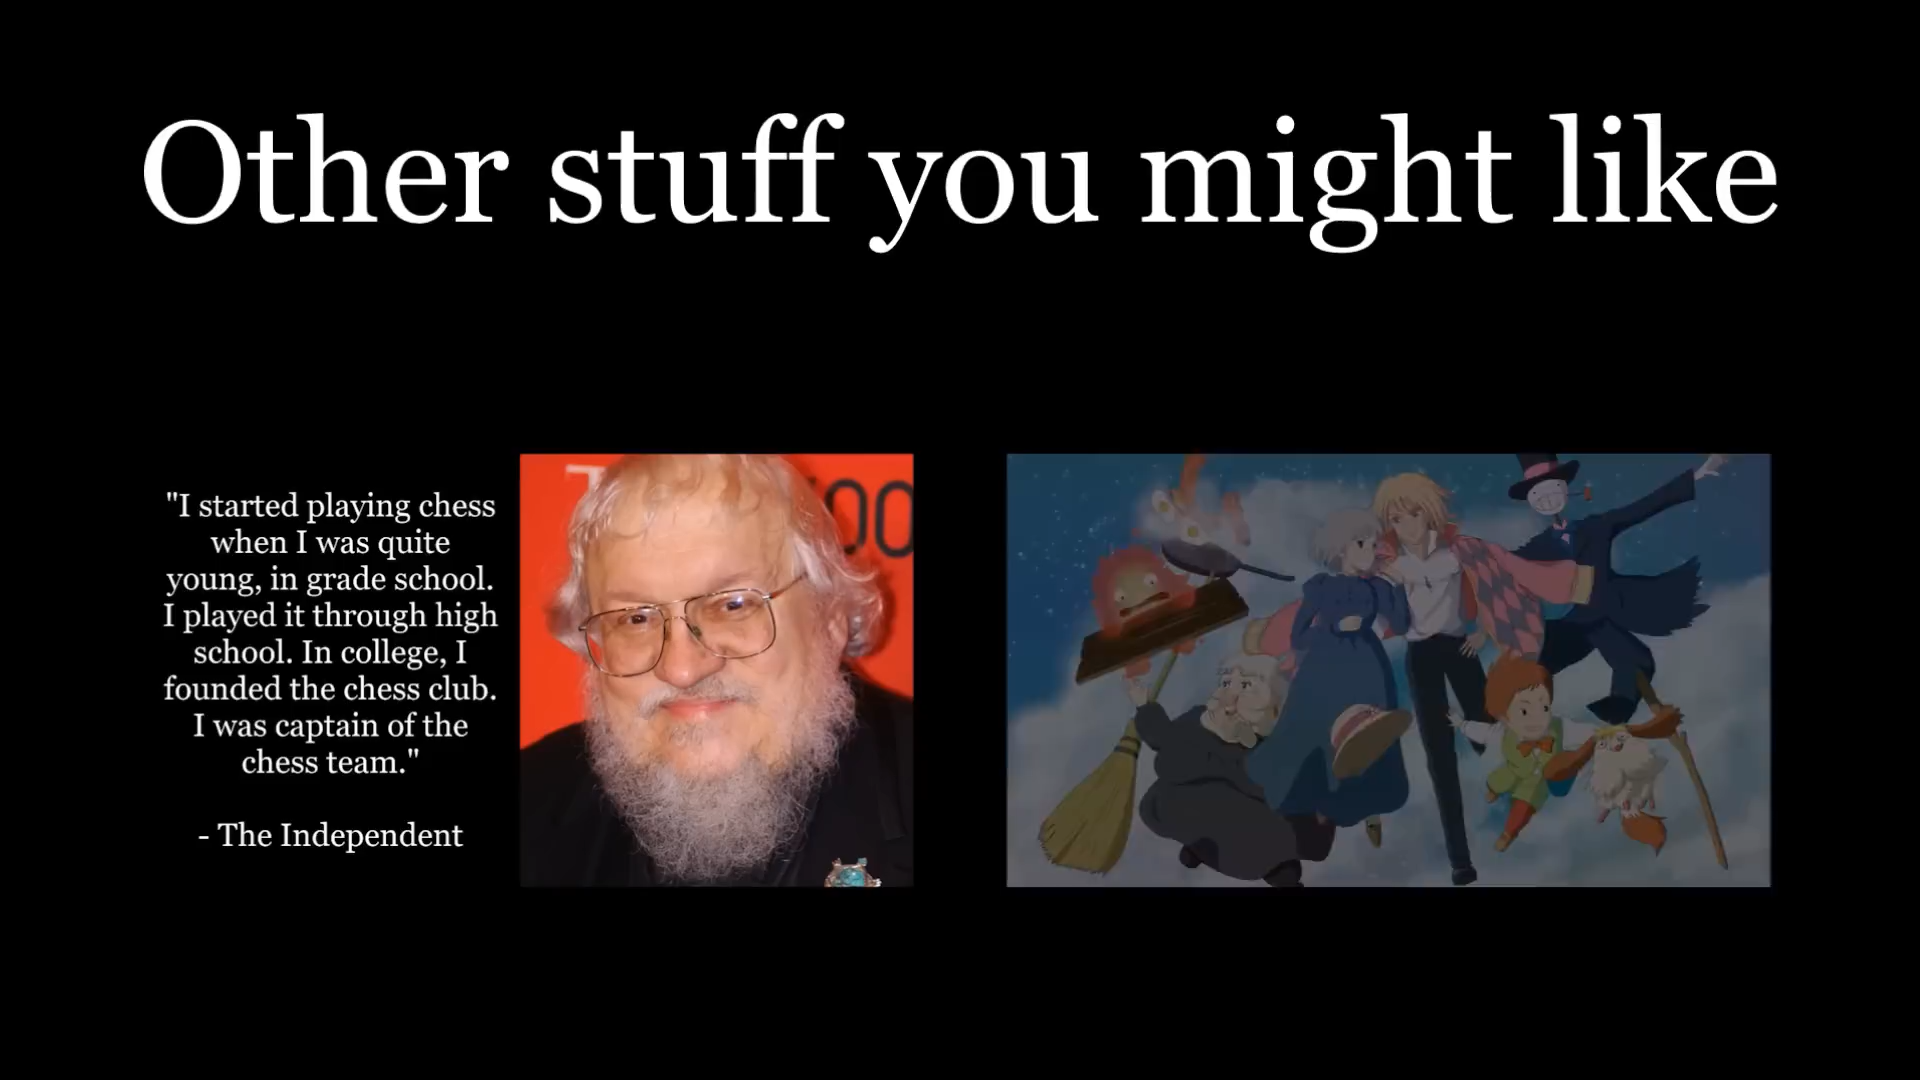 Other stuff you might like
"I started playing chess
when I was quite
young, in grade school.
I played it through high
school. In college, I
founded the chess club.
I was captain of the
chess team."
- The Independent
T
00